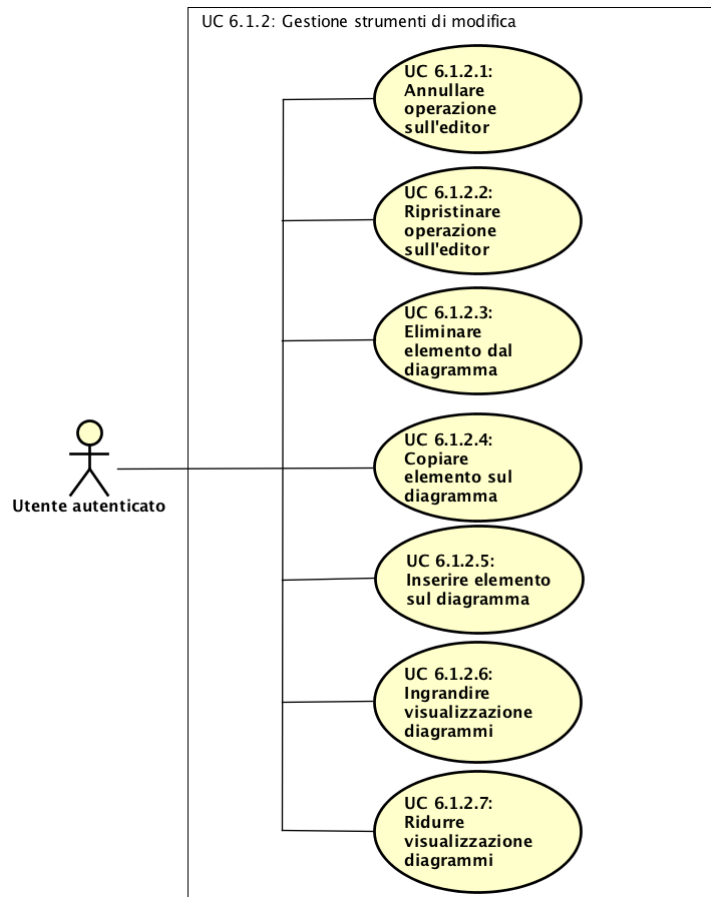 UC 6.1.2: Gestione strumenti di modifica
UC 6.1.2.1:
Annullare
operazione
sull'editor
UC 6.1.2.2:
Ripristinare
operazione
sull'editor
UC 6.1.2.3:
Eliminare
elemento dal
diagramma
UC 6.1.2.4:
Copiare
elemento sul
diagramma
Utente autenticato
UC 6.1.2.5:
Inserire elemento
sul diagramma
UC 6.1.2.6:
Ingrandire
visualizzazione
diagrammi
UC 6.1.2.7:
Ridurre
visualizzazione
diagrammi